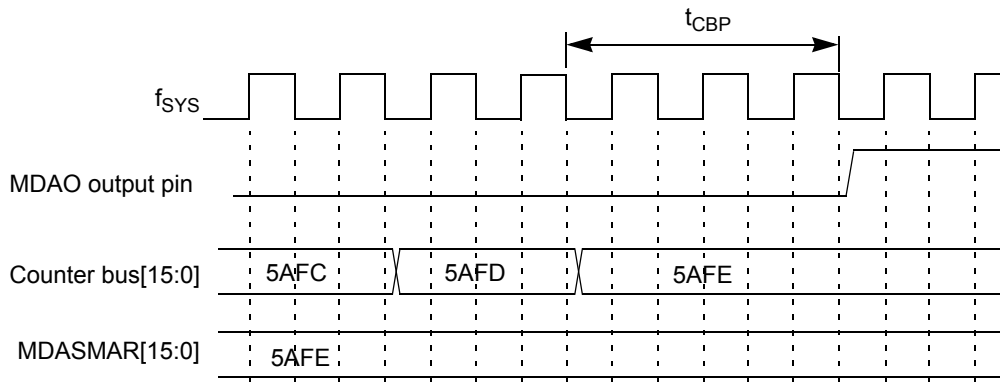 tCBP
fSYS
MDAO output pin
Counter bus[15:0] 5AFC 5AFD 5AFE
MDASMAR[15:0] 5AFE